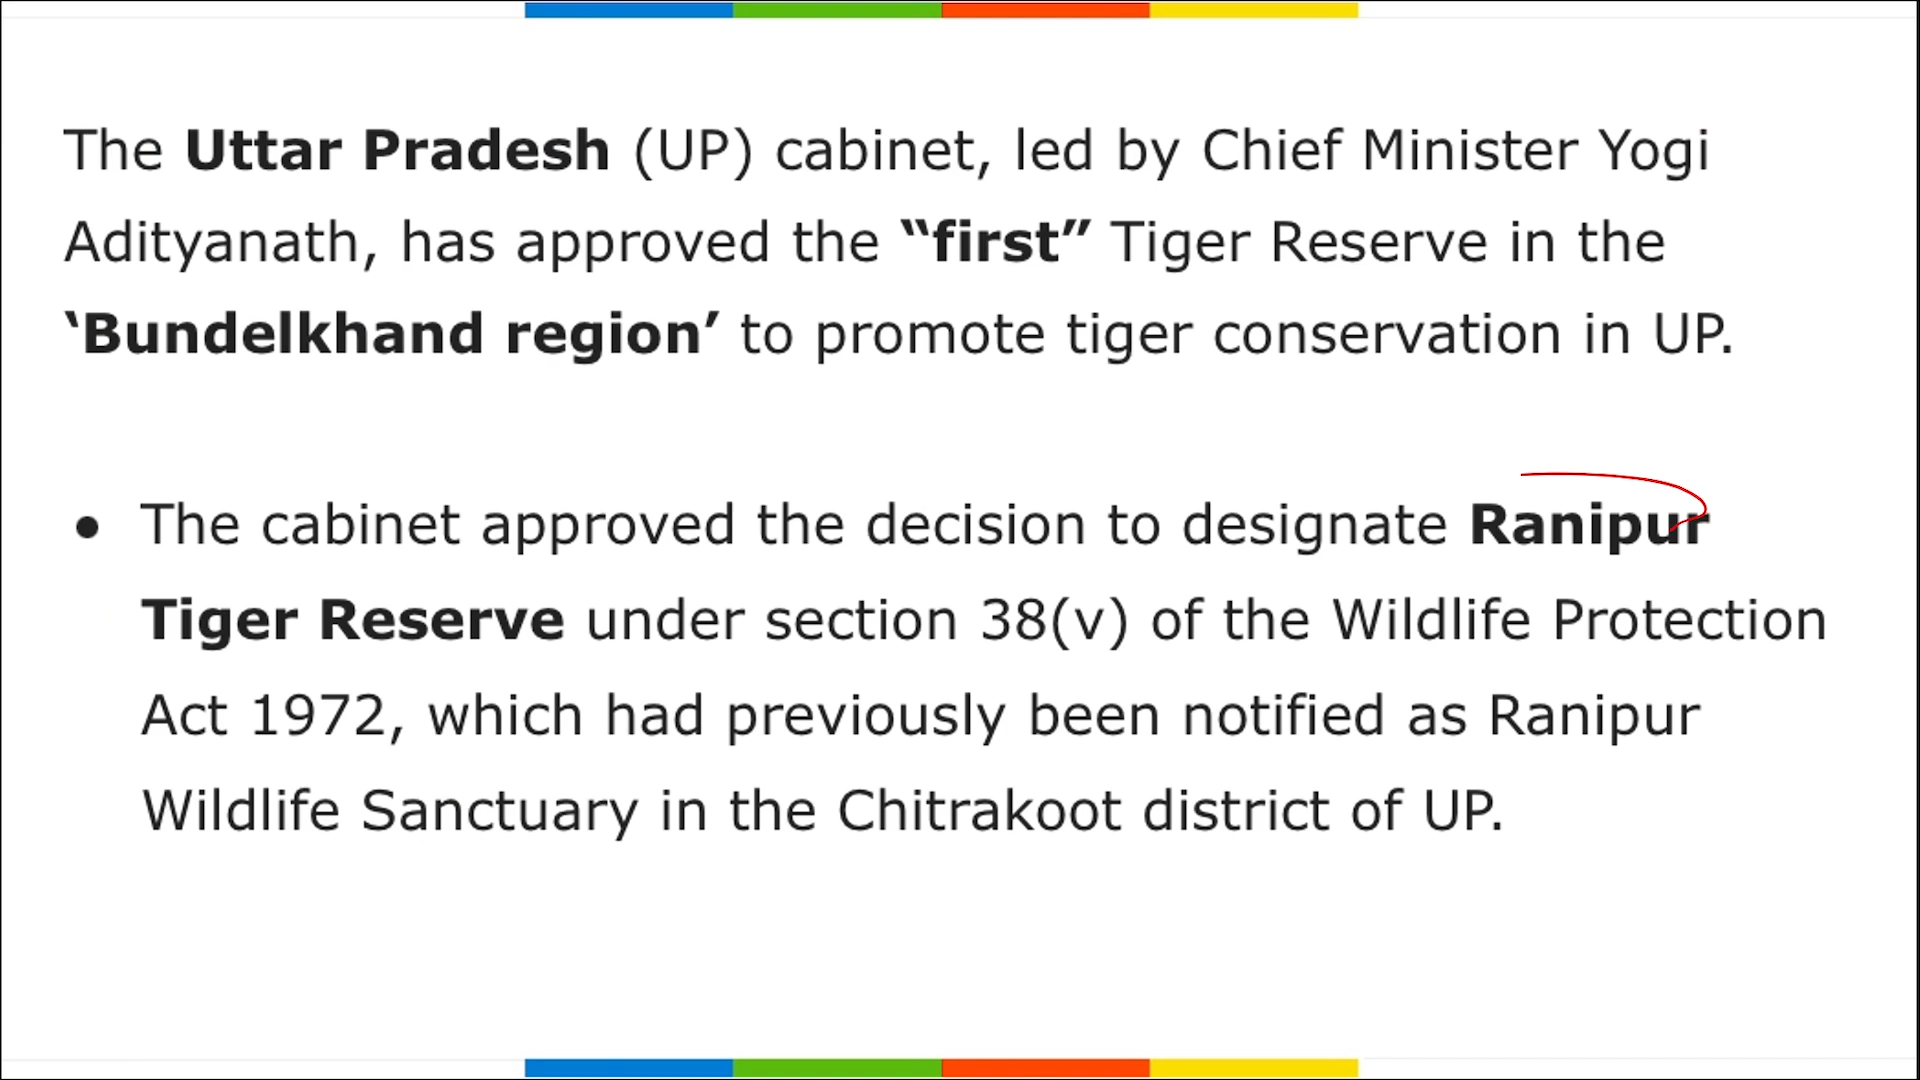 The Uttar Pradesh (UP) cabinet, led by Chief Minister Yogi
Adityanath, has approved the “first” Tiger Reserve in the
‘Bundelkhand region’ to promote tiger conservation in UP.
● The cabinet approved the decision to designate Ranipur
Tiger Reserve under section 38(v) of the Wildlife Protection
Act 1972, which had previously been notified as Ranipur
Wildlife Sanctuary in the Chitrakoot district of UP.